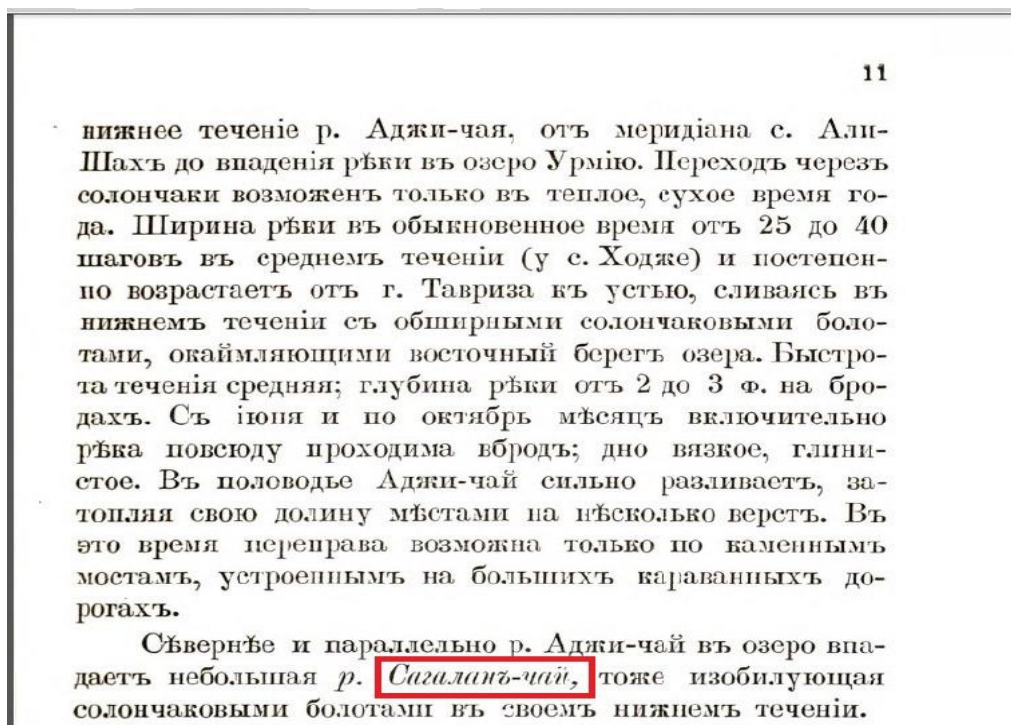 11
нижнее теченіе р. Аджи-чая, отъ меридіана с. Али-
Шахъ до впаденія рѣки въ озеро Урмію. Переходъ черезъ
солончаки возможенъ только въ теплое, сухое время го-
да. Ширина рѣки въ обыкновенное время отъ 25 до 40
шаговъ въ среднемъ теченіи (у с. Ходже) и постепен-
но возрастаетъ отъ г. Тавриза къ устью, сливаясь въ
нижнемъ теченіи съ обширными солончаковыми боло-
тами, окаймляющими восточный берегъ озера. Быстро-
та теченія средняя; глубина рѣки отъ 2 до 3 ф. на бро-
дахъ. Съ іюня и по октябрь мѣсяцъ включительно
рѣка повсюду проходима вбродъ; дно вязкое, глини-
стое. Въ половодье Аджи-чай сильно разливаетъ, за-
топляя свою долину мѣстами на нѣсколько верстъ. Въ
это время переправа возможна только по каменнымъ
мостамъ, устроеннымъ на большихъ караванныхъ до-
рогахъ.
Сѣвернѣе и параллельно р. Аджи-чай въ озеро впа-
даетъ небольшая р. Сагаланъ-чай, тоже изобилующая
солончаковыми болотами въ своемъ нижнемъ теченіи.